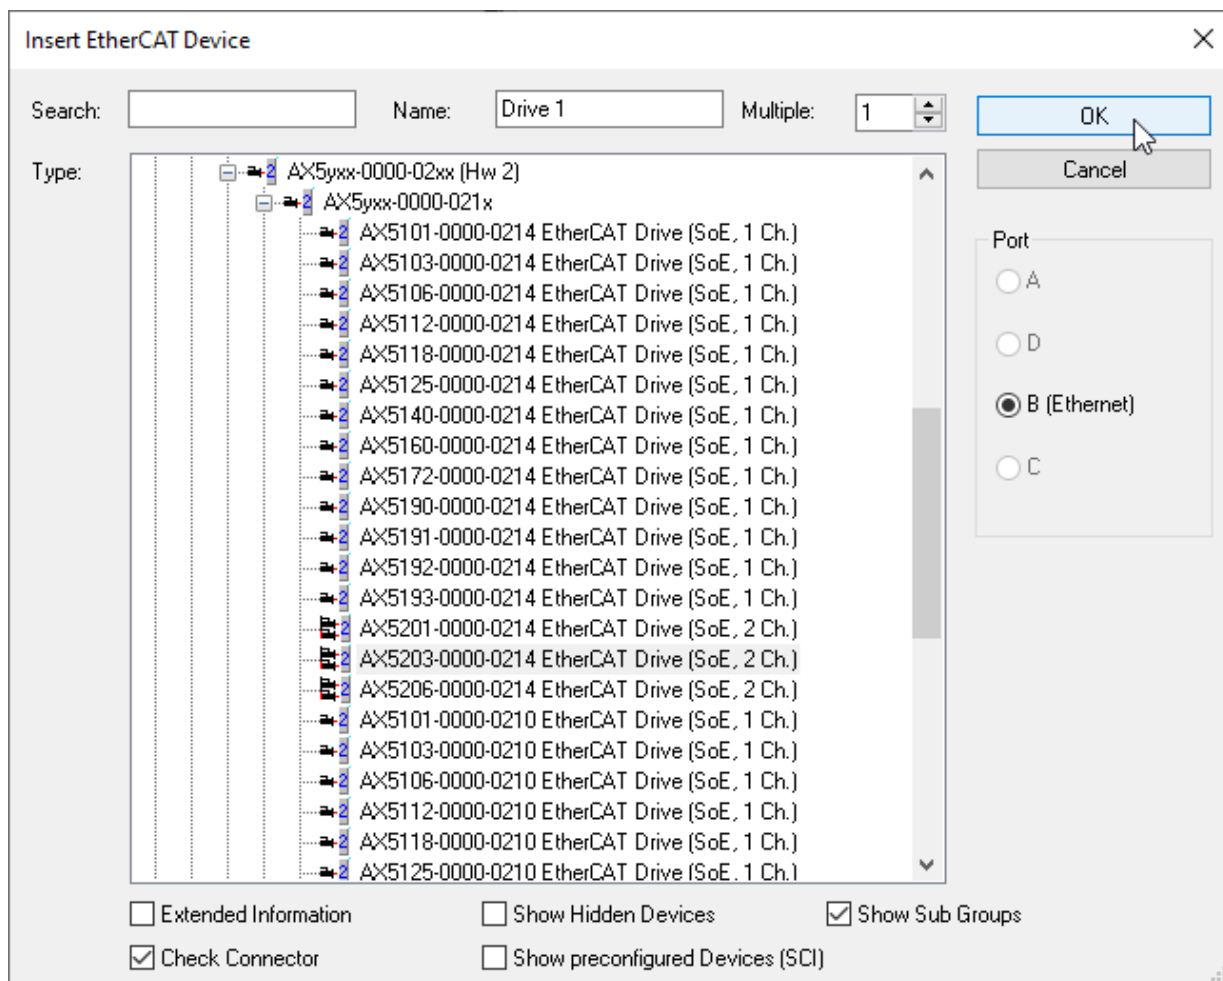 Insert EtherCAT Device
Search:
Name: Drive 1
Multiple: 1
OK
Type:
Cancel
AX5yxx-0000-02xx (Hw 2)
AX5yxx-0000-021x
AX5101-0000-0214 EtherCAT Drive (SoE, 1 Ch.)
AX5103-0000-0214 EtherCAT Drive (SoE, 1 Ch.)
AX5106-0000-0214 EtherCAT Drive (SoE, 1 Ch.)
AX5112-0000-0214 EtherCAT Drive (SoE, 1 Ch.)
AX5118-0000-0214 EtherCAT Drive (SoE, 1 Ch.)
AX5125-0000-0214 EtherCAT Drive (SoE, 1 Ch.)
AX5140-0000-0214 EtherCAT Drive (SoE, 1 Ch.)
AX5160-0000-0214 EtherCAT Drive (SoE, 1 Ch.)
AX5172-0000-0214 EtherCAT Drive (SoE, 1 Ch.)
AX5190-0000-0214 EtherCAT Drive (SoE, 1 Ch.)
AX5191-0000-0214 EtherCAT Drive (SoE, 1 Ch.)
AX5192-0000-0214 EtherCAT Drive (SoE, 1 Ch.)
AX5193-0000-0214 EtherCAT Drive (SoE, 1 Ch.)
AX5201-0000-0214 EtherCAT Drive (SoE, 2 Ch.)
AX5203-0000-0214 EtherCAT Drive (SoE, 2 Ch.)
AX5206-0000-0214 EtherCAT Drive (SoE, 2 Ch.)
AX5101-0000-0210 EtherCAT Drive (SoE, 1 Ch.)
AX5103-0000-0210 EtherCAT Drive (SoE, 1 Ch.)
AX5106-0000-0210 EtherCAT Drive (SoE, 1 Ch.)
AX5112-0000-0210 EtherCAT Drive (SoE, 1 Ch.)
AX5118-0000-0210 EtherCAT Drive (SoE, 1 Ch.)
AX5125-0000-0210 EtherCAT Drive (SoE, 1 Ch.)
Port
A
D
B (Ethernet)
C
Extended Information
Show Hidden Devices
Show Sub Groups
Check Connector
Show preconfigured Devices (SCI)